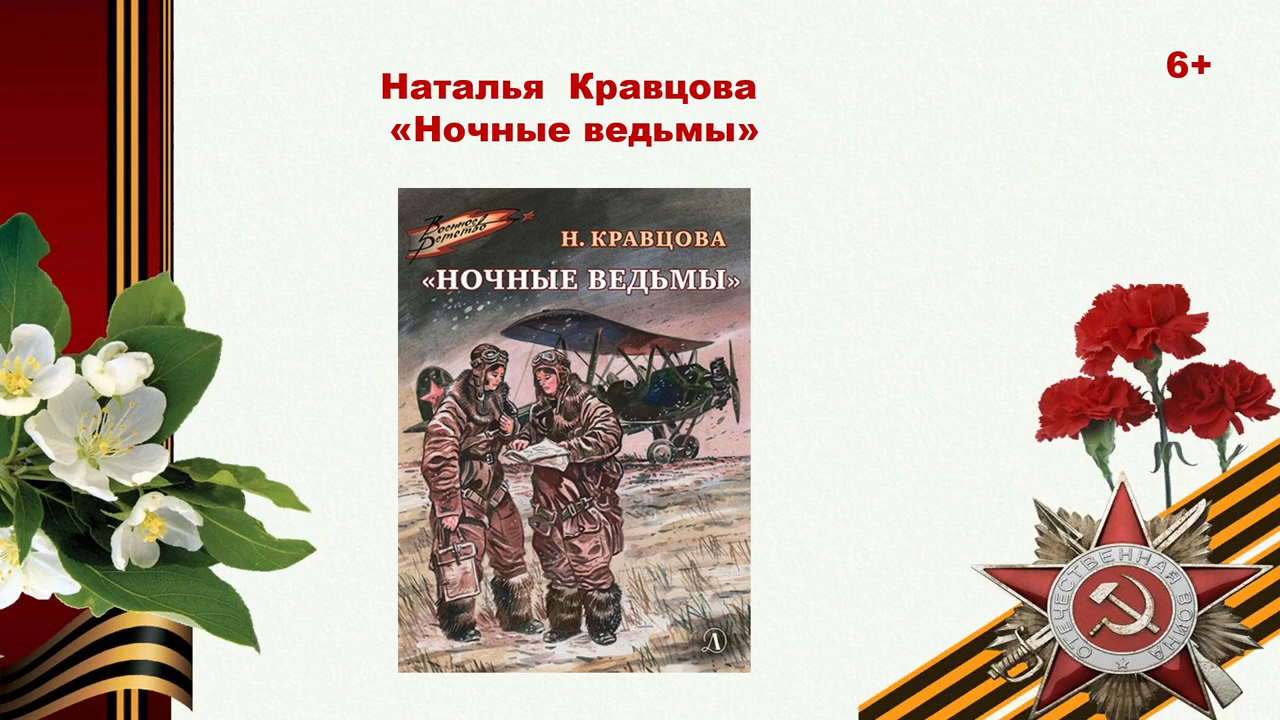 6+
Наталья Кравцова
«Ночные ведьмы»
Военное
детство
Н. КРАВЦОВА
«НОЧНЫЕ ВЕДЬМЫ»
Д
ОТЕЧЕСТВЕННАЯ ВОЙНА